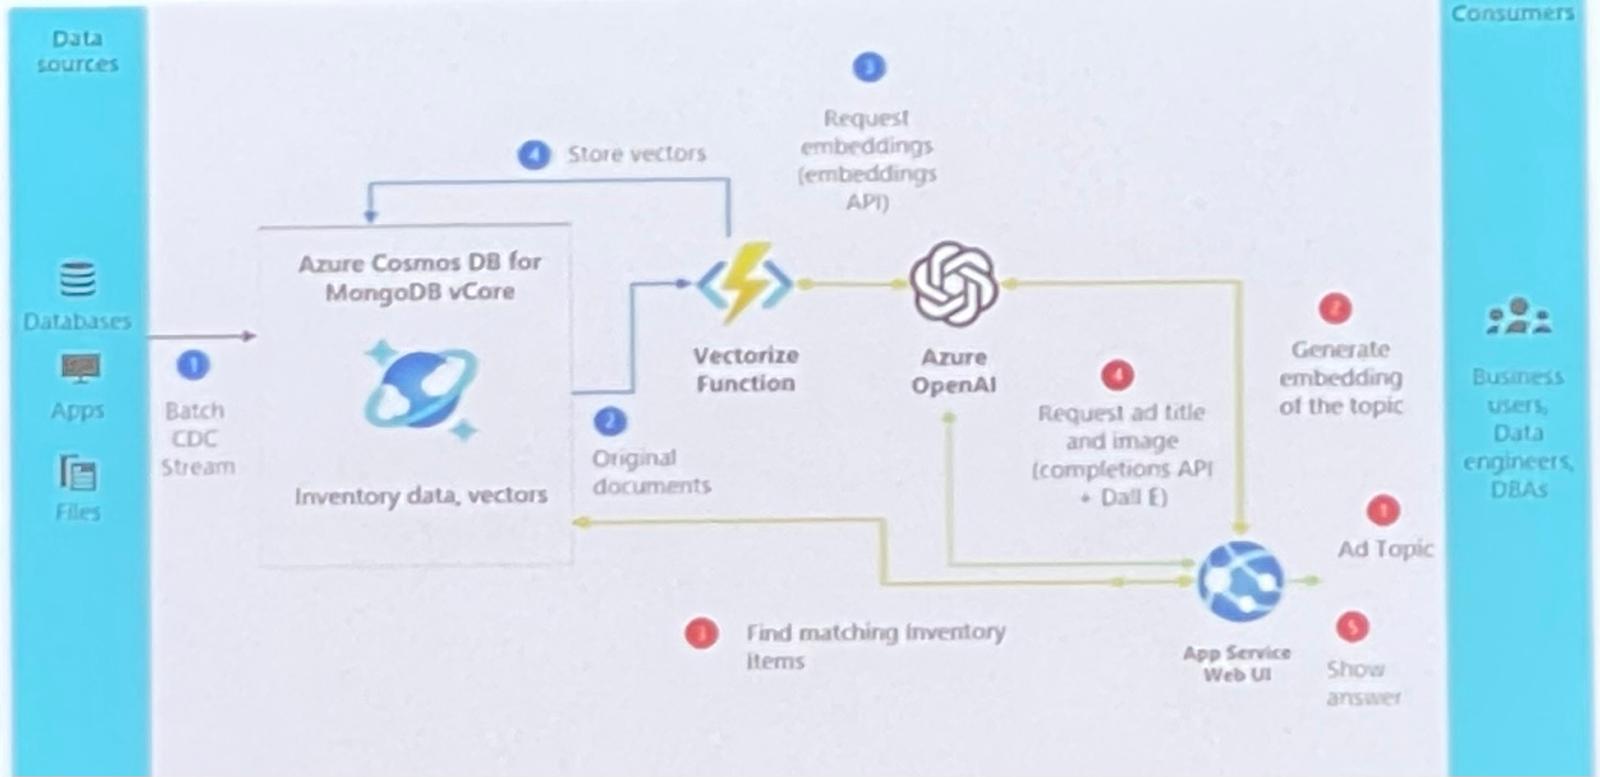 Data
sources
Databases
Apps
Files
1
Batch
CDC
Stream
Azure Cosmos DB for
MongoDB vCore
Inventory data, vectors
4 Store vectors
2
Original
documents
3
Request
embeddings
(embeddings
API)
Vectorize
Function
Azure
OpenAI
4
Request ad title
and image
(completions API
+ Dall E)
2
Generate
embedding
of the topic
3 Find matching inventory
items
App Service
Web UI
1
Ad Topic
5
Show
answer
Consumers
Business
users,
Data
engineers,
DBAs